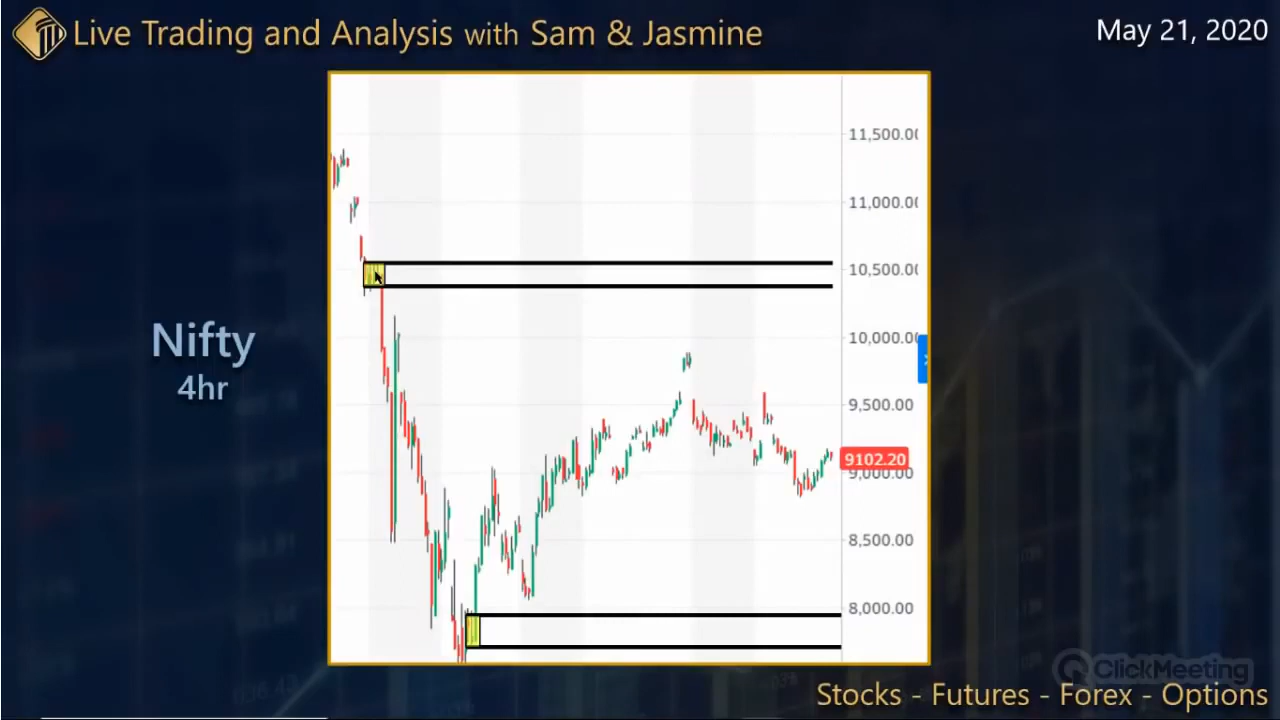 Live Trading and Analysis with Sam & Jasmine
May 21, 2020
11,500.00
11,000.00
10,500.00
Nifty
4hr
10,000.00
9,500.00
9102.20
9,000.00
8,500.00
8,000.00
ClickMeeting
Stocks - Futures - Forex - Options